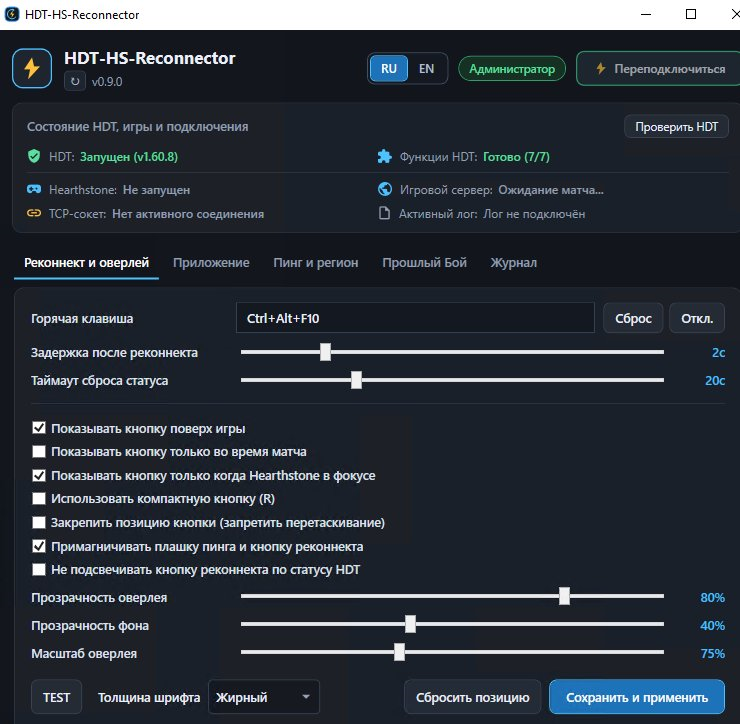 HDT-HS-Reconnector
HDT-HS-Reconnector
v0.9.0
RU EN
Администратор
Переподключиться
Состояние HDT, игры и подключения
Проверить HDT
HDT: Запущен (v1.60.8)
Функции HDT: Готово (7/7)
Hearthstone: Не запущен
Игровой сервер: Ожидание матча...
TCP-сокет: Нет активного соединения
Активный лог: Лог не подключён
Реконнект и оверлей Приложение Пинг и регион Прошлый Бой Журнал
Горячая клавиша Ctrl+Alt+F10 Сброс Откл.
Задержка после реконнекта 2с
Таймаут сброса статуса 20с
Показывать кнопку поверх игры
Показывать кнопку только во время матча
Показывать кнопку только когда Hearthstone в фокусе
Использовать компактную кнопку (R)
Закрепить позицию кнопки (запретить перетаскивание)
Примагничивать плашку пинга и кнопку реконнекта
Не подсвечивать кнопку реконнекта по статусу HDT
Прозрачность оверлея 80%
Прозрачность фона 40%
Масштаб оверлея 75%
TEST Толщина шрифта Жирный Сбросить позицию Сохранить и применить